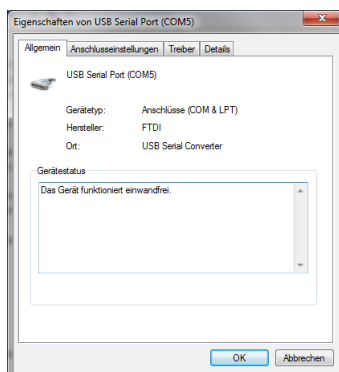 Eigenschaften von USB Serial Port (COM5)
Allgemein Anschlusseinstellungen Treiber Details
USB Serial Port (COM5)
Gerätetyp: Anschlüsse (COM & LPT)
Hersteller: FTDI
Ort: USB Serial Converter
Gerätestatus
Das Gerät funktioniert einwandfrei.
OK Abbrechen